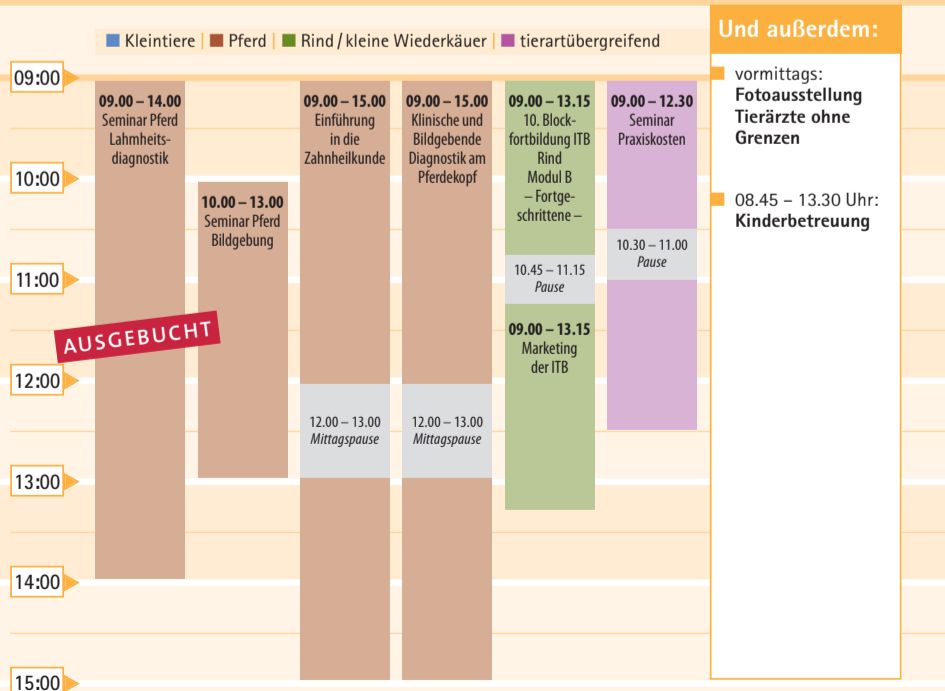 Kleintiere | Pferd | Rind / kleine Wiederkäuer | tierartübergreifend
09:00
10:00
11:00
12:00
13:00
14:00
15:00
09.00 – 14.00
Seminar Pferd
Lahmheits-
diagnostik
AUSGEBUCHT
10.00 – 13.00
Seminar Pferd
Bildgebung
09.00 – 15.00
Einführung
in die
Zahnheilkunde
12.00 – 13.00
Mittagspause
09.00 – 15.00
Klinische und
Bildgebende
Diagnostik am
Pferdekopf
12.00 – 13.00
Mittagspause
09.00 – 13.15
10. Block-
fortbildung ITB
Rind
Modul B
– Fortge-
schrittene –
10.45 – 11.15
Pause
09.00 – 13.15
Marketing
der ITB
09.00 – 12.30
Seminar
Praxiskosten
10.30 – 11.00
Pause
Und außerdem:
vormittags:
Fotoausstellung
Tierärzte ohne
Grenzen
08.45 – 13.30 Uhr:
Kinderbetreuung